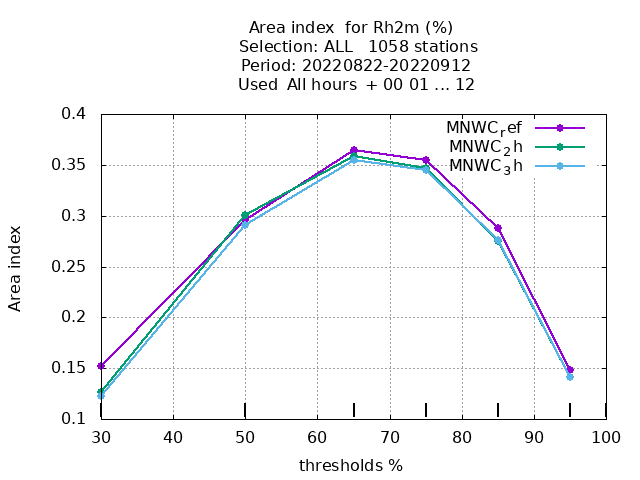 Area index  for Rh2m (%)
Selection: ALL   1058 stations
Period: 20220822-20220912
Used  All hours  + 00 01 ... 12
0.4
0.35
0.3
0.25
0.2
0.15
0.1
Area index
MNWC_ref
MNWC_2h
MNWC_3h
30 40 50 60 70 80 90 100
thresholds %